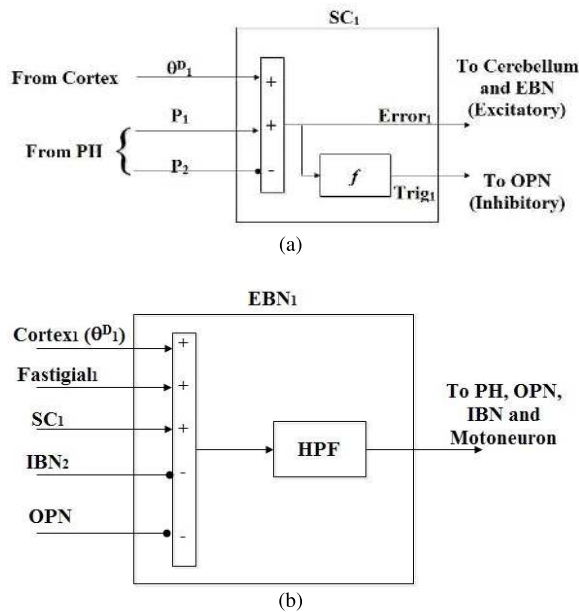 SC₁
From Cortex
θᴰ₁
+
To Cerebellum
and EBN
(Excitatory)
P₁
+
Error₁
From PH
P₂
-
f
Trig₁
To OPN
(Inhibitory)
(a)
EBN₁
Cortex₁ (θᴰ₁)
+
Fastigial₁
+
SC₁
+
IBN₂
-
OPN
-
HPF
To PH, OPN,
IBN and
Motoneuron
(b)